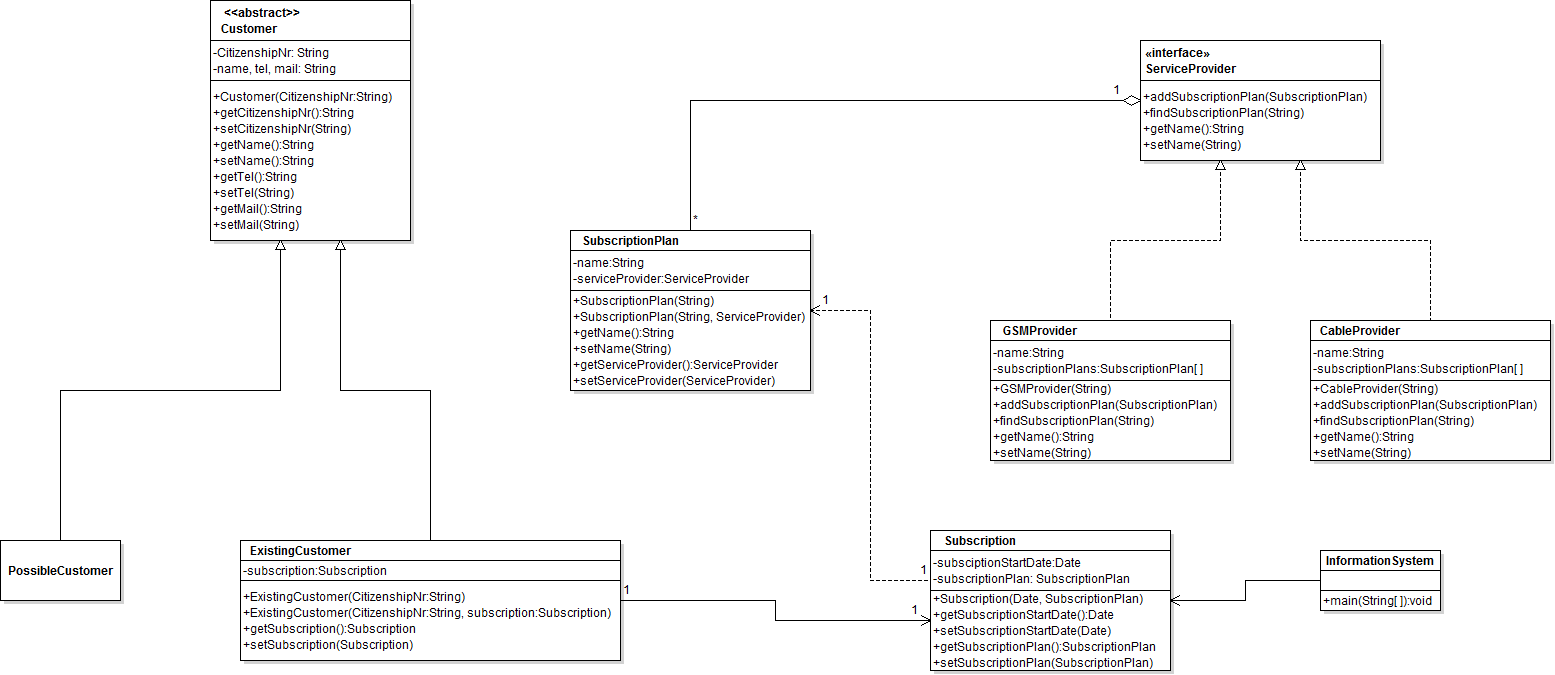 <<abstract>>
Customer
-CitizenshipNr: String
-name, tel, mail: String
+Customer(CitizenshipNr:String)
+getCitizenshipNr():String
+setCitizenshipNr(String)
+getName():String
+setName():String
+getTel():String
+setTel(String)
+getMail():String
+setMail(String)
«interface»
ServiceProvider
+addSubscriptionPlan(SubscriptionPlan)
+findSubscriptionPlan(String)
+getName():String
+setName(String)
1
*
SubscriptionPlan
-name:String
-serviceProvider:ServiceProvider
+SubscriptionPlan(String)
+SubscriptionPlan(String, ServiceProvider)
+getName():String
+setName(String)
+getServiceProvider():ServiceProvider
+setServiceProvider(ServiceProvider)
1
GSMProvider
-name:String
-subscriptionPlans:SubscriptionPlan[ ]
+GSMProvider(String)
+addSubscriptionPlan(SubscriptionPlan)
+findSubscriptionPlan(String)
+getName():String
+setName(String)
CableProvider
-name:String
-subscriptionPlans:SubscriptionPlan[ ]
+CableProvider(String)
+addSubscriptionPlan(SubscriptionPlan)
+findSubscriptionPlan(String)
+getName():String
+setName(String)
PossibleCustomer
ExistingCustomer
-subscription:Subscription
+ExistingCustomer(CitizenshipNr:String)
+ExistingCustomer(CitizenshipNr:String, subscription:Subscription)
+getSubscription():Subscription
+setSubscription(Subscription)
1
1
1
Subscription
-subsciptionStartDate:Date
-subscriptionPlan: SubscriptionPlan
+Subscription(Date, SubscriptionPlan)
+getSubscriptionStartDate():Date
+setSubscriptionStartDate(Date)
+getSubscriptionPlan():SubscriptionPlan
+setSubscriptionPlan(SubscriptionPlan)
InformationSystem
+main(String[ ]):void